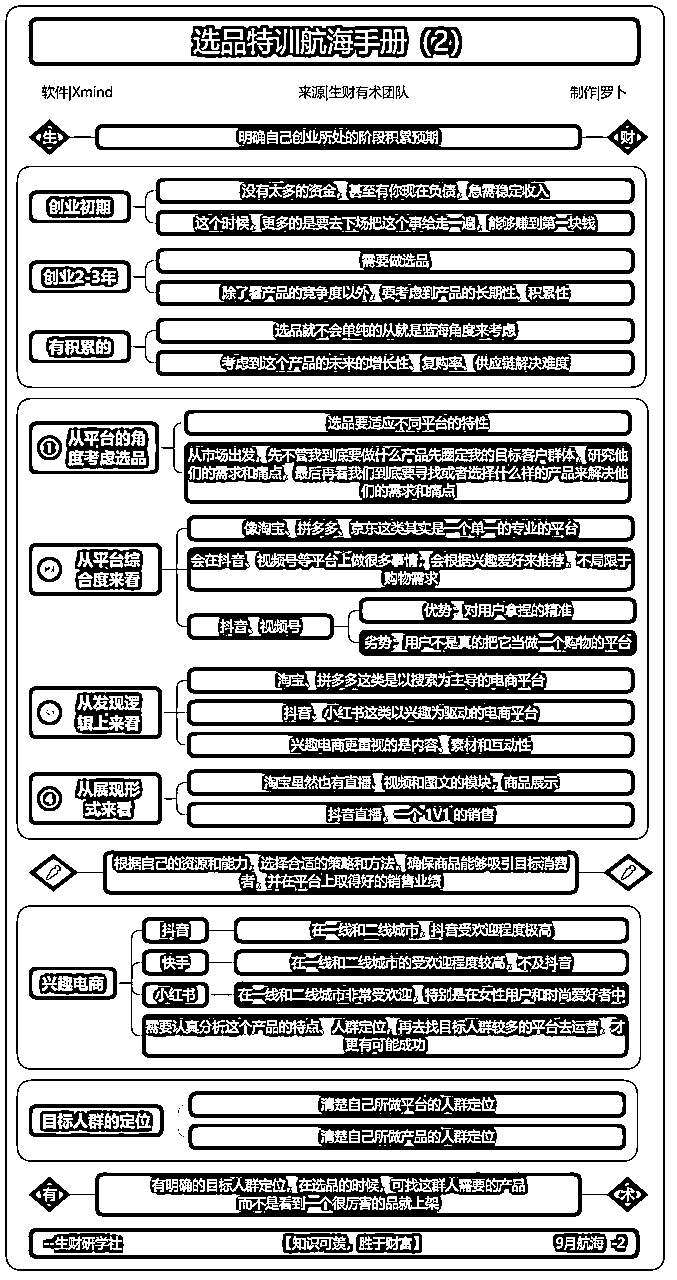 选品特训航海手册（2）
软件|Xmind 来源|生财有术团队 制作|罗卜
生 明确自己创业所处的阶段积累预期 财
创业初期
没有太多的资金，甚至有你现在负债，急需稳定收入
这个时候，更多的是要去下场把这个事给走一遍，能够赚到第一块钱
创业2-3年
需要做选品
除了看产品的竞争度以外，要考虑到产品的长期性、积累性
有积累的
选品就不会单纯的从就是蓝海角度来考虑
考虑到这个产品的未来的增长性、复购率、供应链解决难度
① 从平台的角
度考虑选品
选品要适应不同平台的特性
从市场出发，先不管我到底要做什么产品先圈定我的目标客户群体，研究他
们的需求和痛点，最后再看我们到底要寻找或者选择什么样的产品来解决他
们的需求和痛点
② 从平台综
合度来看
像淘宝、拼多多、京东这类其实是一个单一的专业的平台
会在抖音、视频号等平台上做很多事情，会根据兴趣爱好来推荐，不局限于
购物需求
抖音、视频号
优势- 对用户拿捏的精准
劣势- 用户不是真的把它当做一个购物的平台
③ 从发现逻
辑上来看
淘宝、拼多多这类是以搜索为主导的电商平台
抖音、小红书这类以兴趣为驱动的电商平台
兴趣电商更重视的是内容、素材和互动性
④ 从展现形
式来看
淘宝虽然也有直播、视频和图文的模块，商品展示
抖音直播，一个1V1的销售
根据自己的资源和能力，选择合适的策略和方法，确保商品能够吸引目标消费
者，并在平台上取得好的销售业绩
兴趣电商
抖音 在一线和二线城市，抖音受欢迎程度极高
快手 在一线和二线城市的受欢迎程度较高，不及抖音
小红书 在一线和二线城市非常受欢迎，特别是在女性用户和时尚爱好者中
需要认真分析这个产品的特点、人群定位，再去找目标人群较多的平台去运营，才
更有可能成功
目标人群的定位
清楚自己所做平台的人群定位
清楚自己所做产品的人群定位
有 有明确的目标人群定位，在选品的时候，可找这群人需要的产品 术
而不是看到一个很厉害的品就上架
一生财研学社 【知识可羡，胜于财富】 9月航海 -2